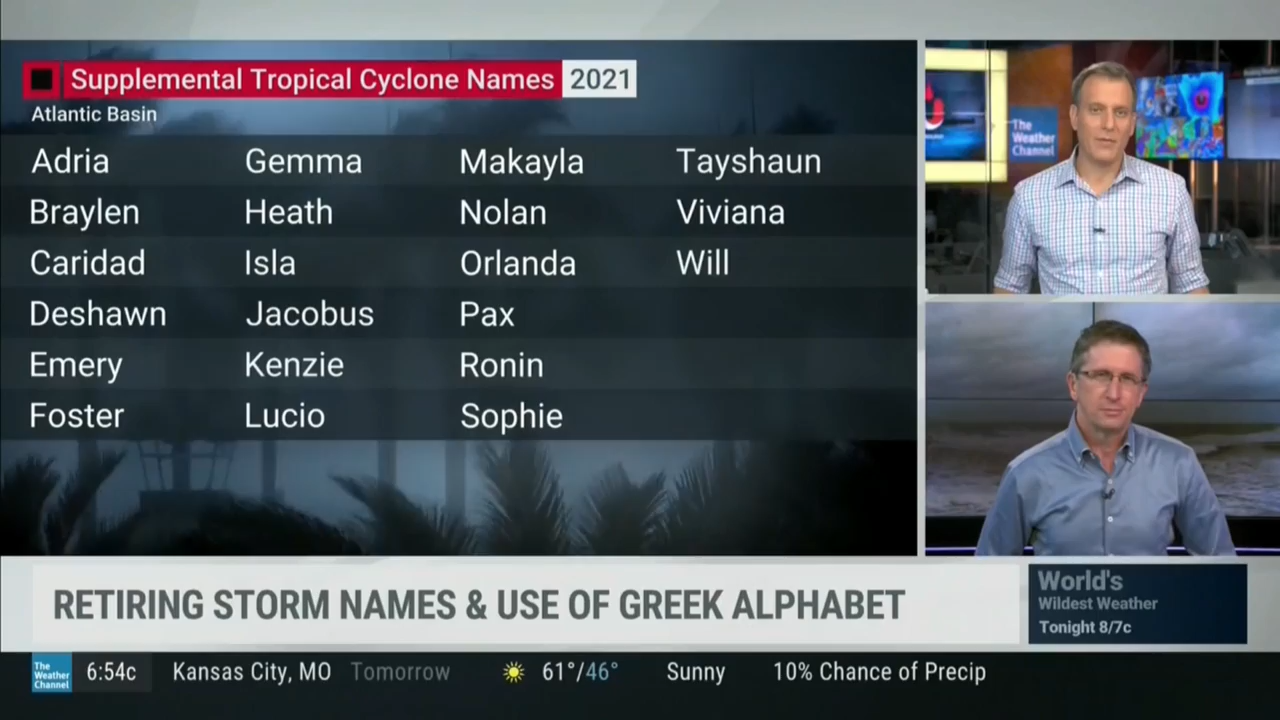 Supplemental Tropical Cyclone Names 2021
Atlantic Basin
Adria Gemma Makayla Tayshaun
Braylen Heath Nolan Viviana
Caridad Isla Orlanda Will
Deshawn Jacobus Pax
Emery Kenzie Ronin
Foster Lucio Sophie
The
Weather
Channel
RETIRING STORM NAMES & USE OF GREEK ALPHABET
World's
Wildest Weather
Tonight 8/7c
The
Weather
Channel
6:54c Kansas City, MO Tomorrow 61°/46° Sunny 10% Chance of Precip